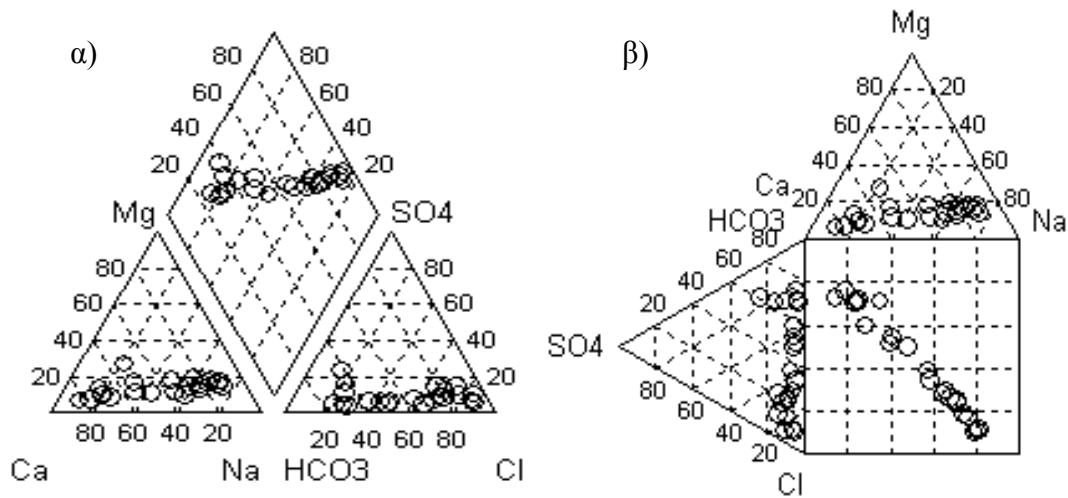 α)
80 80
60 60
40 40
20 20
Mg SO4
80 80
60 60
40 40
20 20
80 60 40 20 20 40 60 80
Ca Na HCO3 Cl
β)
Mg
80 20
60 40
40 60
Ca 20 80
HCO3 Na
80
60
40
20
SO4
80
60
40
20
Cl